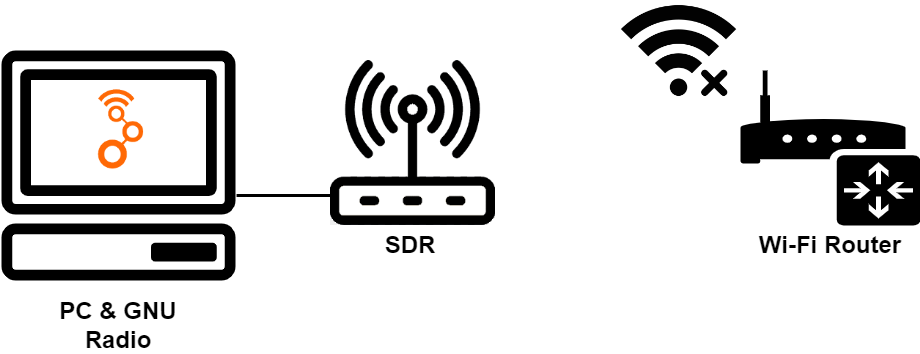 SDR
Wi-Fi Router
PC & GNU
Radio